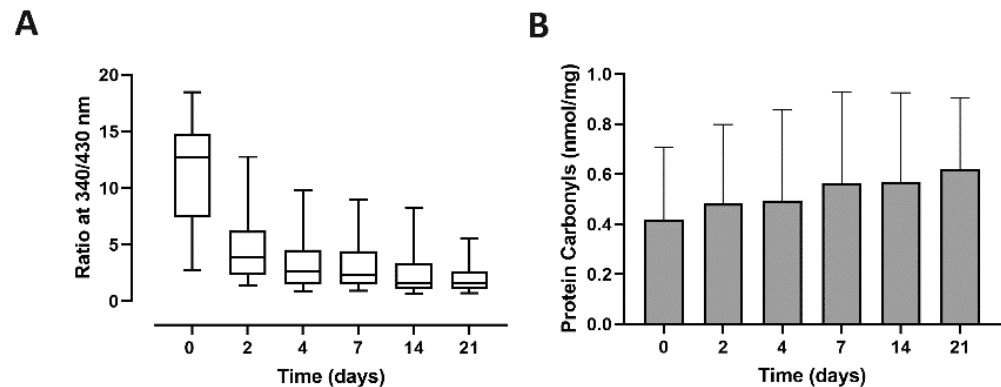 A
Ratio at 340/430 nm
20
15
10
5
0
0 2 4 7 14 21
Time (days)
B
Protein Carbonyls (nmol/mg)
1.0
0.8
0.6
0.4
0.2
0.0
0 2 4 7 14 21
Time (days)